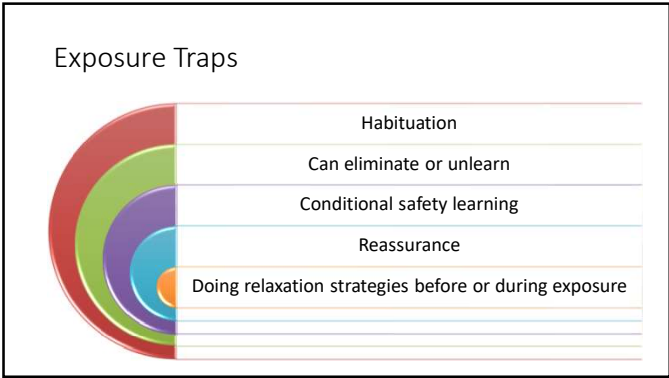 Exposure Traps
Habituation
Can eliminate or unlearn
Conditional safety learning
Reassurance
Doing relaxation strategies before or during exposure